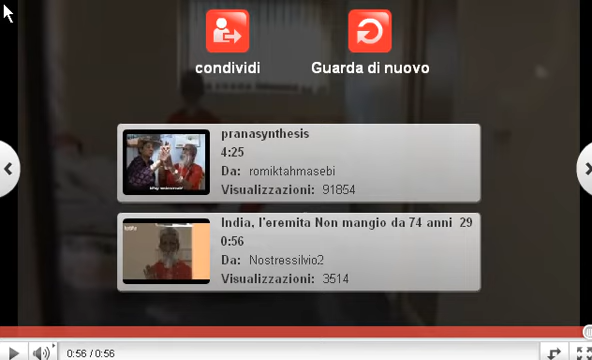 condividi
Guarda di nuovo
pranasynthesis
4:25
Da: romiktahmasebi
Visualizzazioni: 91854
India, l'eremita Non mangio da 74 anni 29
0:56
Da: Nostressilvio2
Visualizzazioni: 3514
0:56 / 0:56